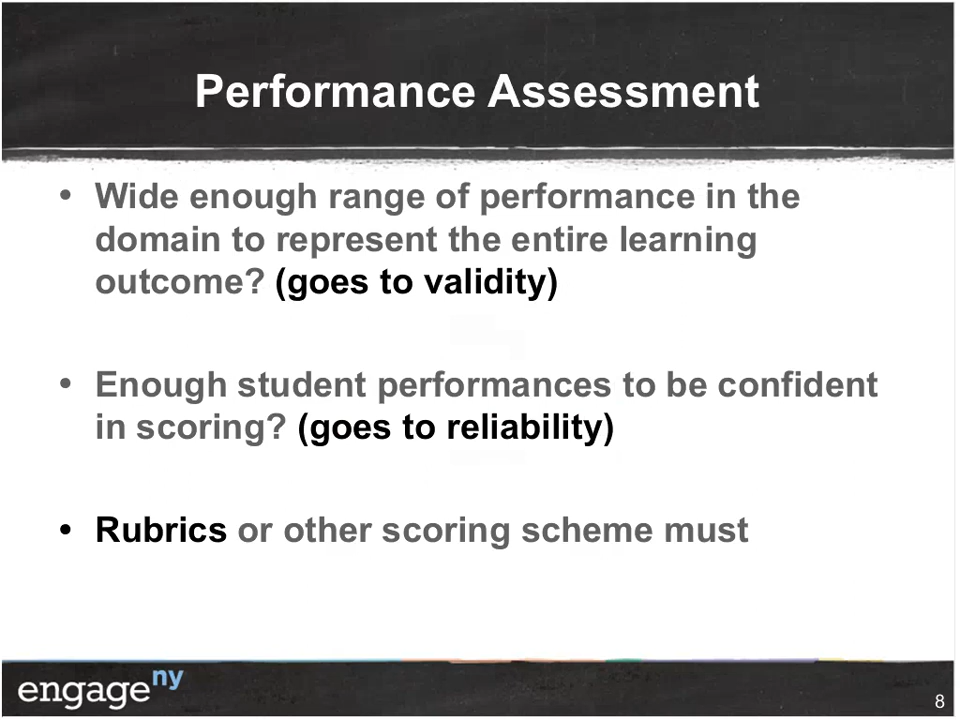 Performance Assessment
• Wide enough range of performance in the
domain to represent the entire learning
outcome? (goes to validity)
• Enough student performances to be confident
in scoring? (goes to reliability)
• Rubrics or other scoring scheme must
engageny
8